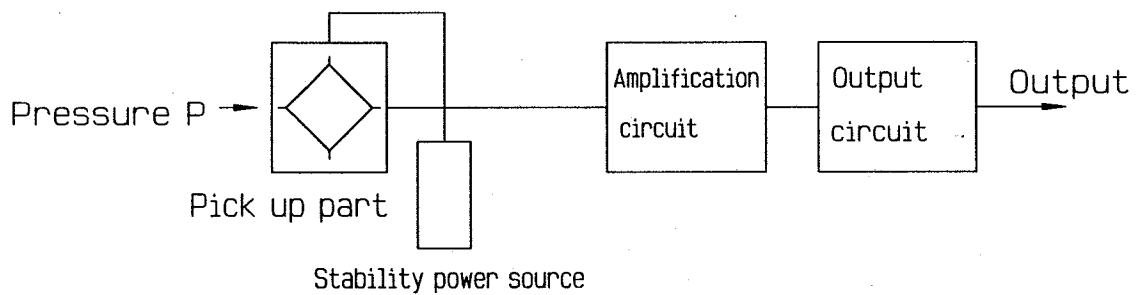 Pressure P
Pick up part
Stability power source
Amplification
circuit
Output
circuit
Output